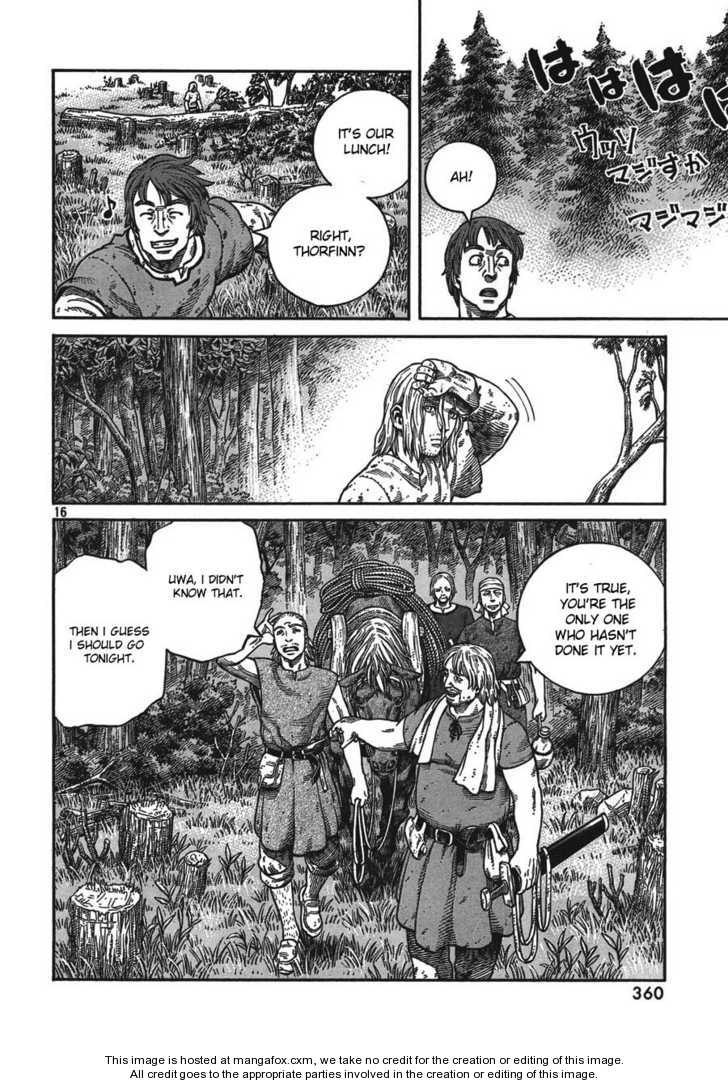 ははは は
ウッソ
マジすか
マジマジ
AH!
IT'S OUR
LUNCH!
RIGHT,
THORFINN?
♪
16
IT'S TRUE,
YOU'RE THE
ONLY ONE
WHO HASN'T
DONE IT YET.
UWA, I DIDN'T
KNOW THAT.
THEN I GUESS
I SHOULD GO
TONIGHT.
360
This image is hosted at mangafox.cxm, we take no credit for the creation or editing of this image.
All credit goes to the appropriate parties involved in the creation or editing of this image.